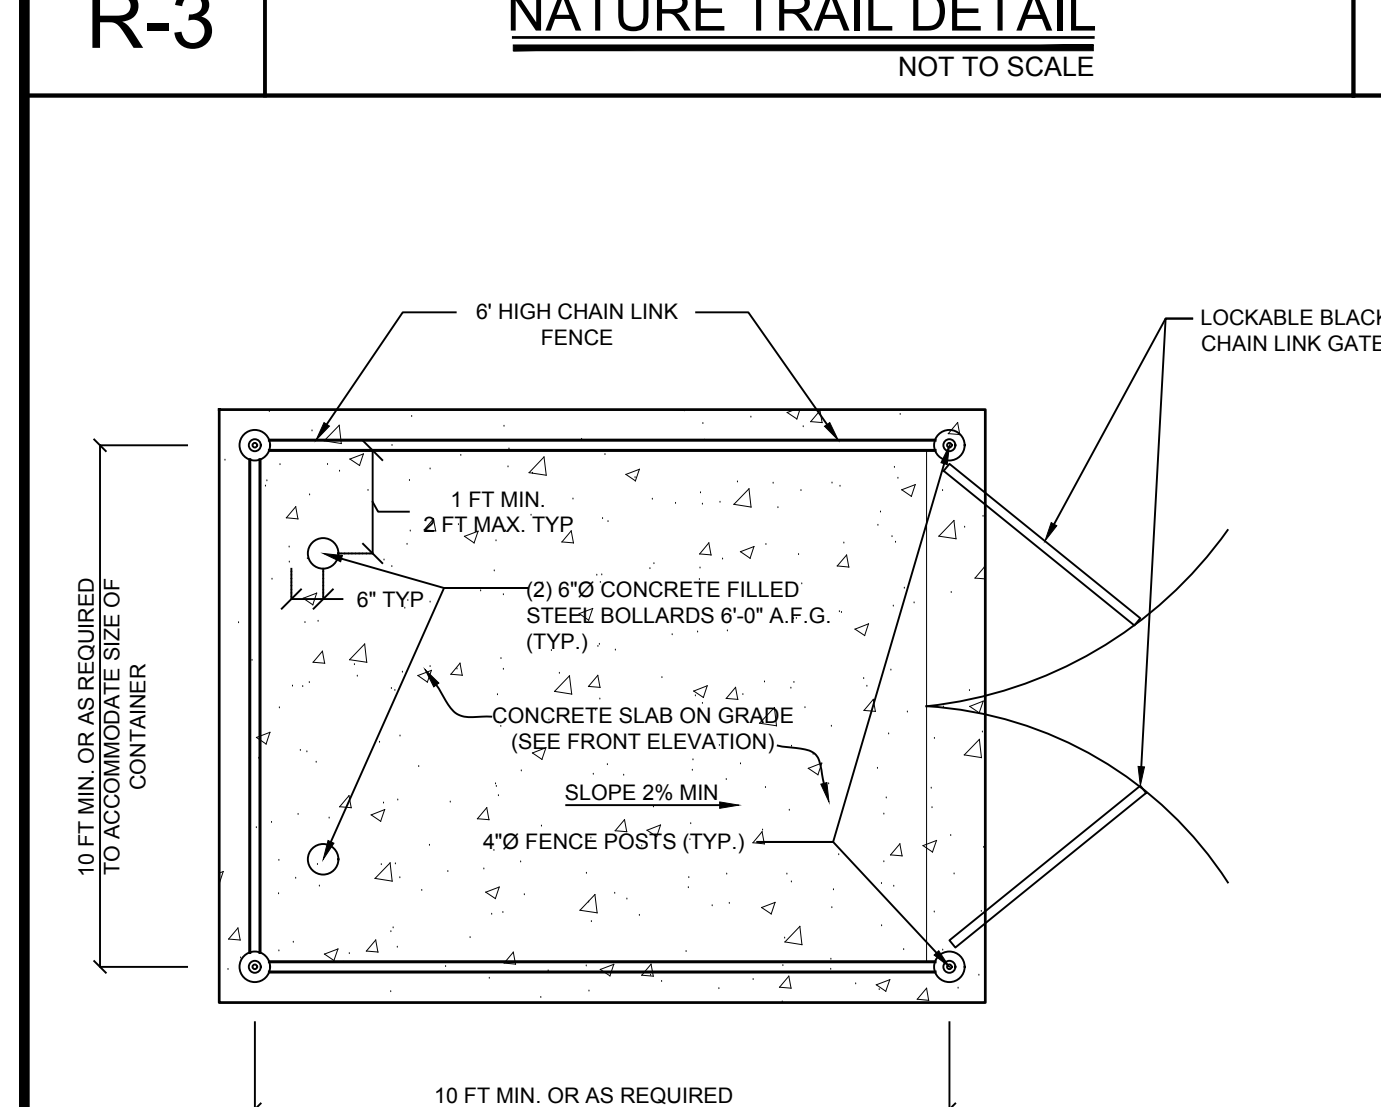 R-3
NATURE TRAIL DETAIL
NOT TO SCALE
6' HIGH CHAIN LINK
FENCE
LOCKABLE BLACK
CHAIN LINK GATE
1 FT MIN.
2 FT MAX. TYP
6" TYP
(2) 6"Ø CONCRETE FILLED
STEEL BOLLARDS 6'-0" A.F.G.
(TYP.)
10 FT MIN. OR AS REQUIRED
TO ACCOMMODATE SIZE OF
CONTAINER
CONCRETE SLAB ON GRADE
(SEE FRONT ELEVATION)
SLOPE 2% MIN
4"Ø FENCE POSTS (TYP.)
10 FT MIN. OR AS REQUIRED